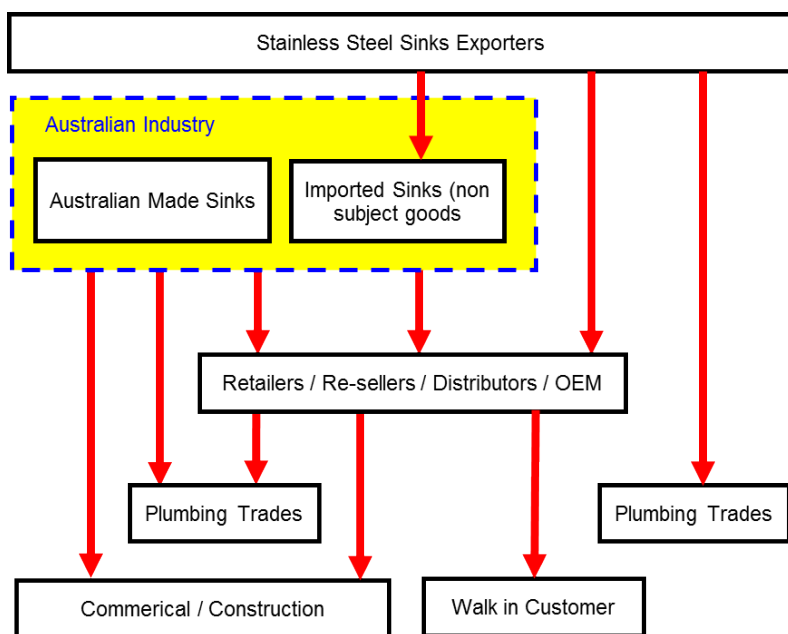 Stainless Steel Sinks Exporters
Australian Industry
Australian Made Sinks
Imported Sinks (non
subject goods
Retailers / Re-sellers / Distributors / OEM
Plumbing Trades
Plumbing Trades
Commerical / Construction
Walk in Customer